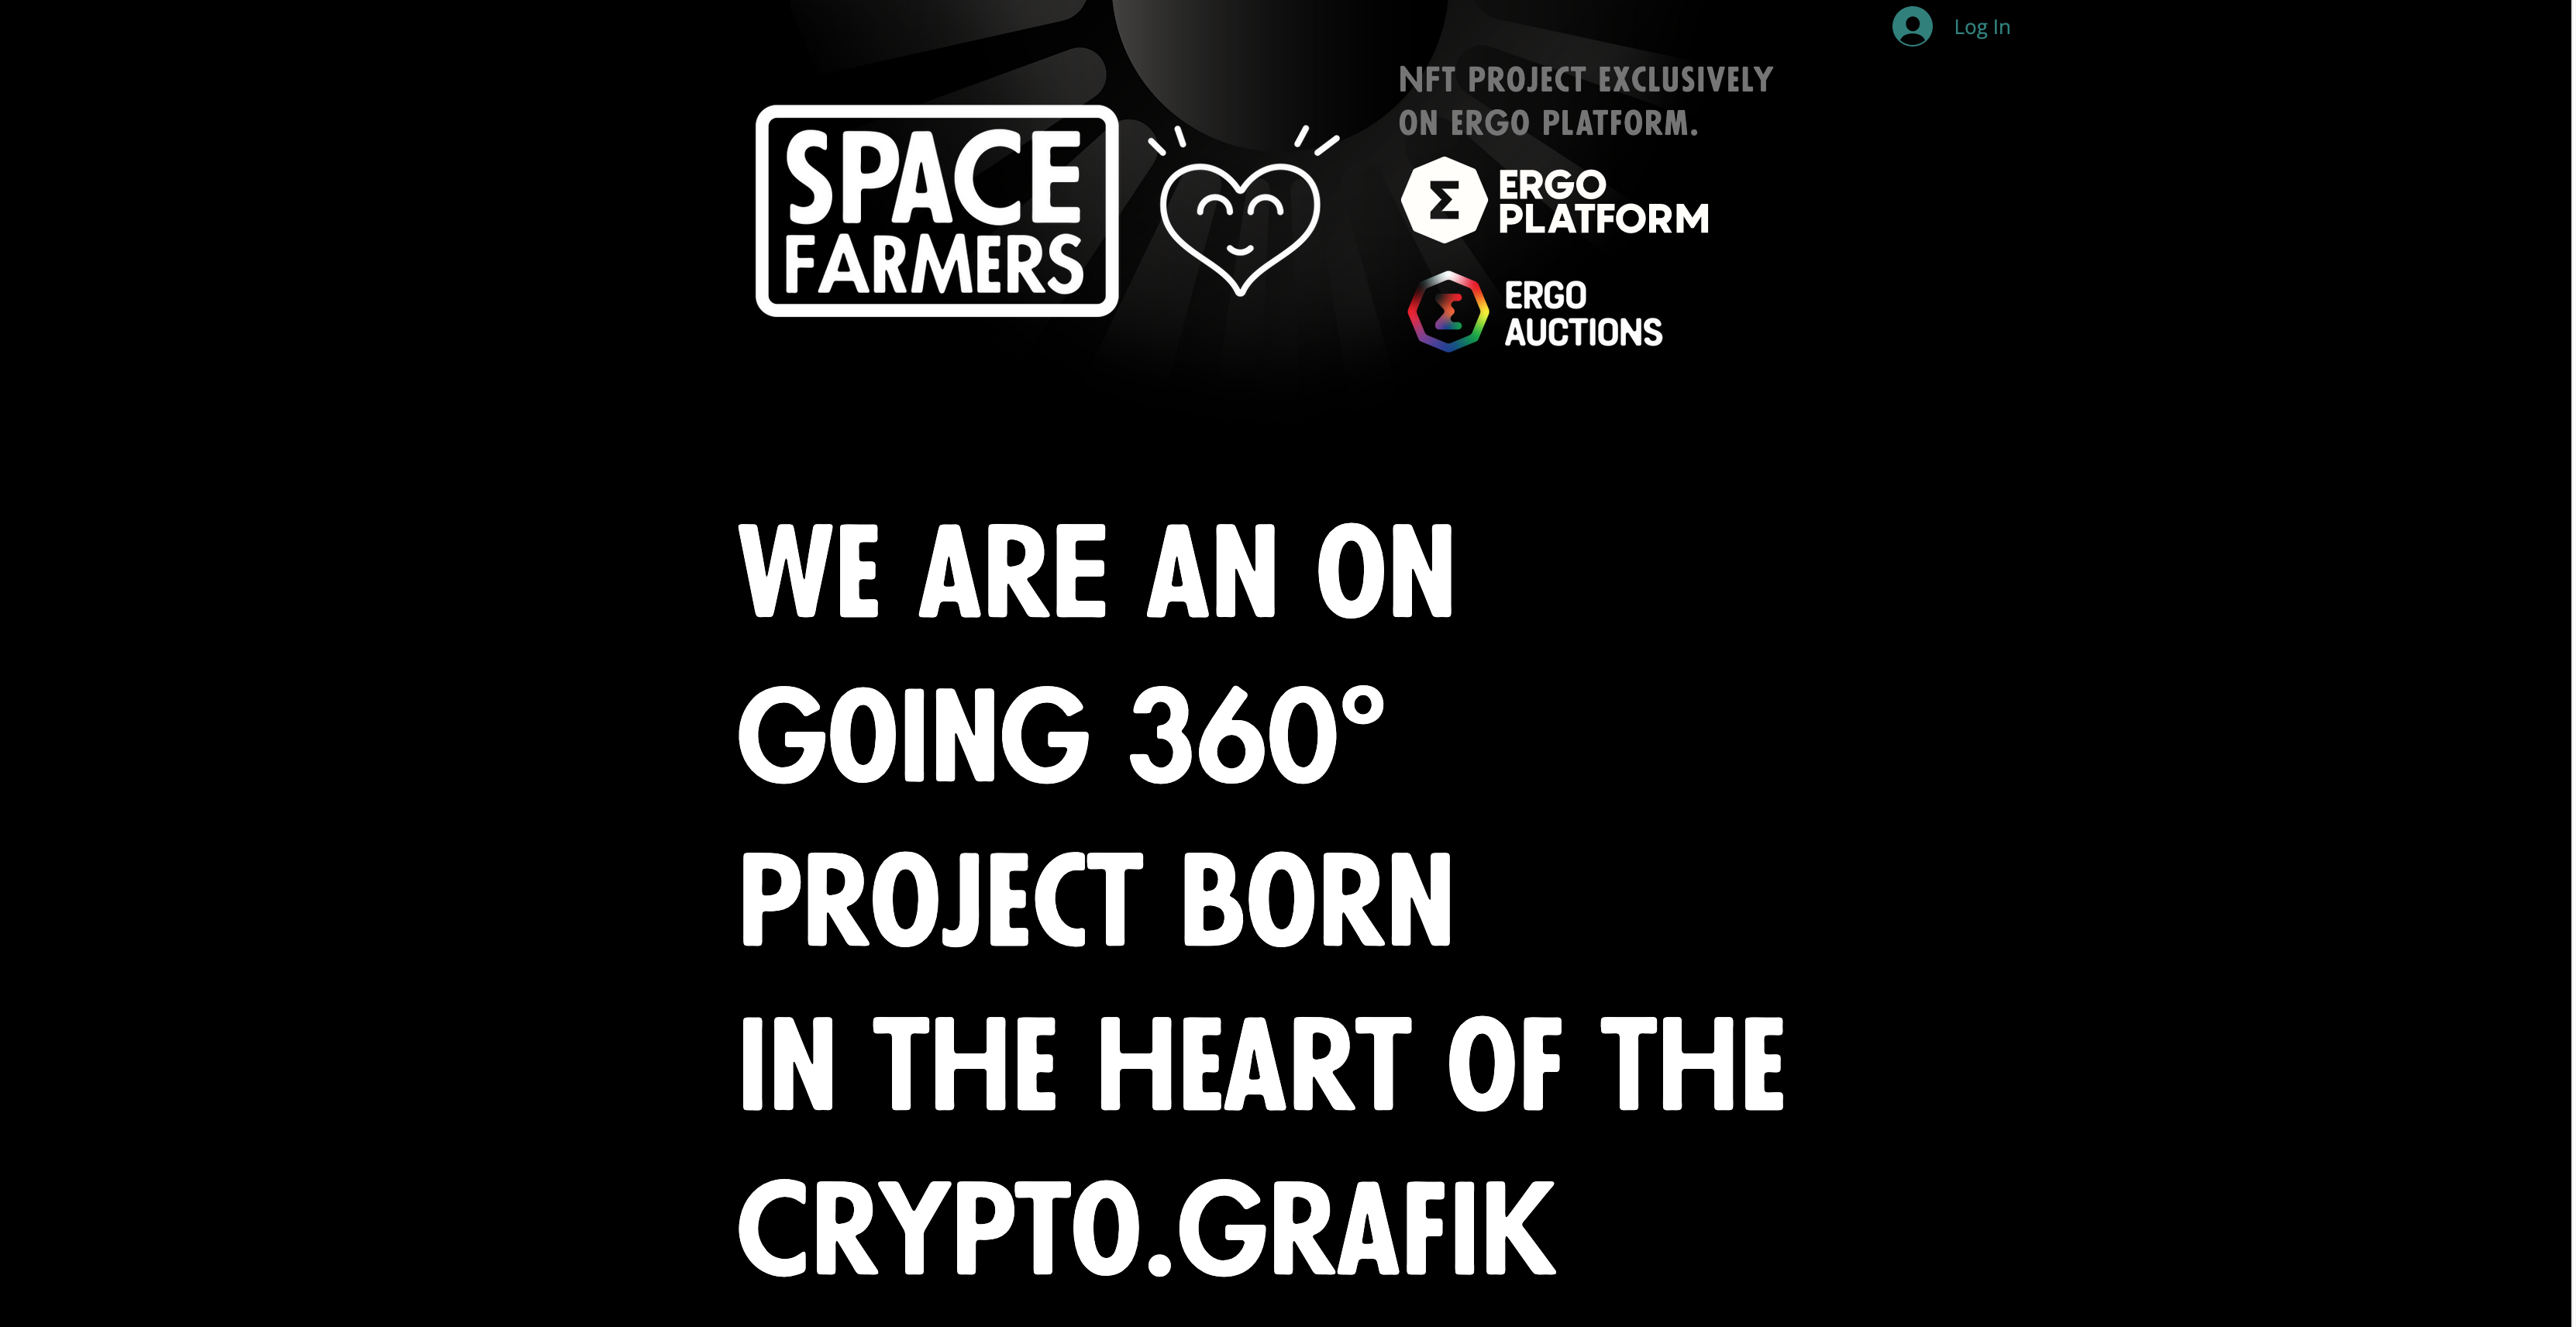 Log In
NFT PROJECT EXCLUSIVELY
ON ERGO PLATFORM.
SPACE
FARMERS
Σ ERGO
PLATFORM
Σ ERGO
AUCTIONS
WE ARE AN ON
GOING 360°
PROJECT BORN
IN THE HEART OF THE
CRYPTO.GRAFIK